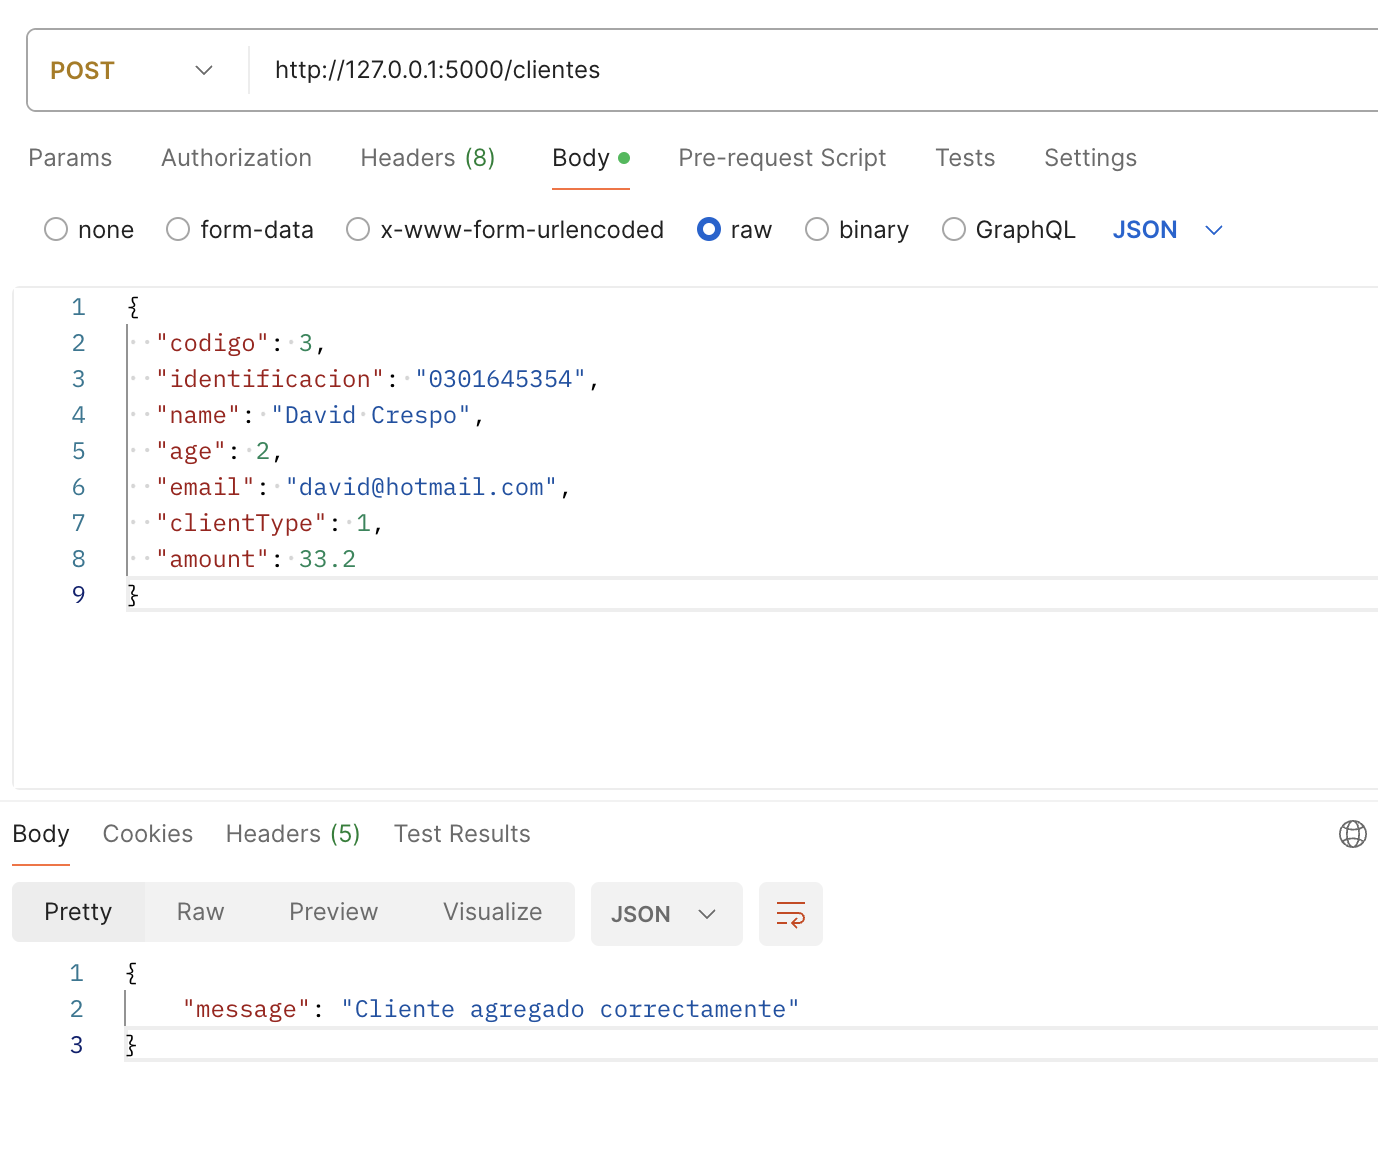 POST http://127.0.0.1:5000/clientes
Params Authorization Headers (8) Body Pre-request Script Tests Settings
none form-data x-www-form-urlencoded raw binary GraphQL JSON
1 {
2 "codigo": 3,
3 "identificacion": "0301645354",
4 "name": "David Crespo",
5 "age": 2,
6 "email": "david@hotmail.com",
7 "clientType": 1,
8 "amount": 33.2
9 }
Body Cookies Headers (5) Test Results
Pretty Raw Preview Visualize JSON
1 {
2 "message": "Cliente agregado correctamente"
3 }